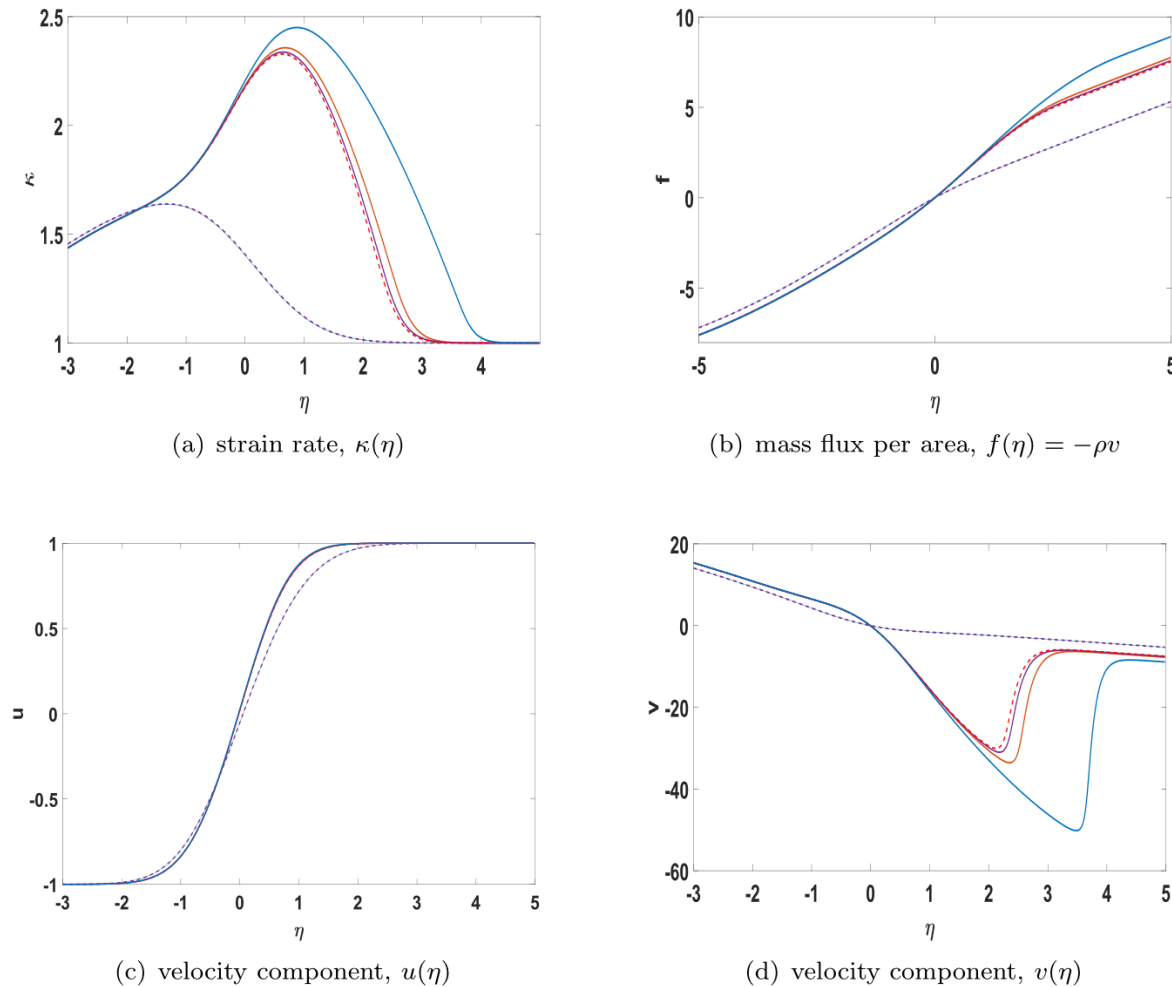 2.5
2
κ
1.5
1
-3 -2 -1 0 1 2 3 4
η
(a) strain rate, κ(η)
10
5
f
0
-5
-5 0 5
η
(b) mass flux per area, f(η) = −ρv
1
0.5
u
0
-0.5
-1
-3 -2 -1 0 1 2 3 4 5
η
(c) velocity component, u(η)
20
0
v
-20
-40
-60
-3 -2 -1 0 1 2 3 4 5
η
(d) velocity component, v(η)